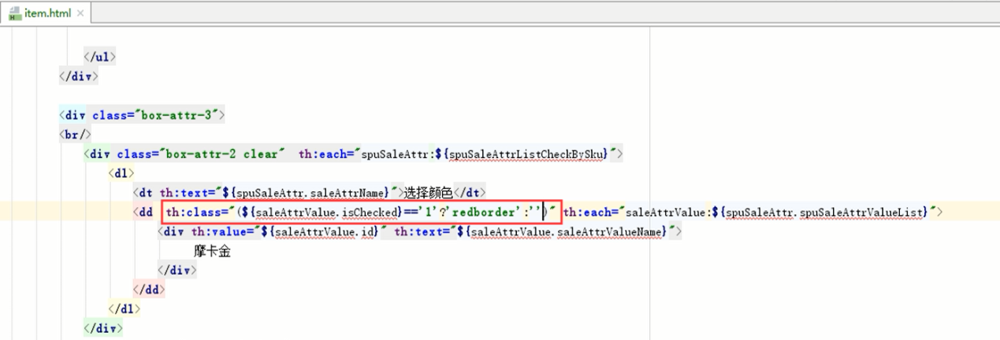 item.html
</ul>
</div>
<div class="box-attr-3">
<br/>
<div class="box-attr-2 clear" th:each="spuSaleAttr:${spuSaleAttrListCheckBySku}">
<dl>
<dt th:text="${spuSaleAttr.saleAttrName}">选择颜色</dt>
<dd th:class="(${saleAttrValue.isChecked}=='1'?'redborder':'')" th:each="saleAttrValue:${spuSaleAttr.spuSaleAttrValueList}">
<div th:value="${saleAttrValue.id}" th:text="${saleAttrValue.saleAttrValueName}">
摩卡金
</div>
</dd>
</dl>
</div>